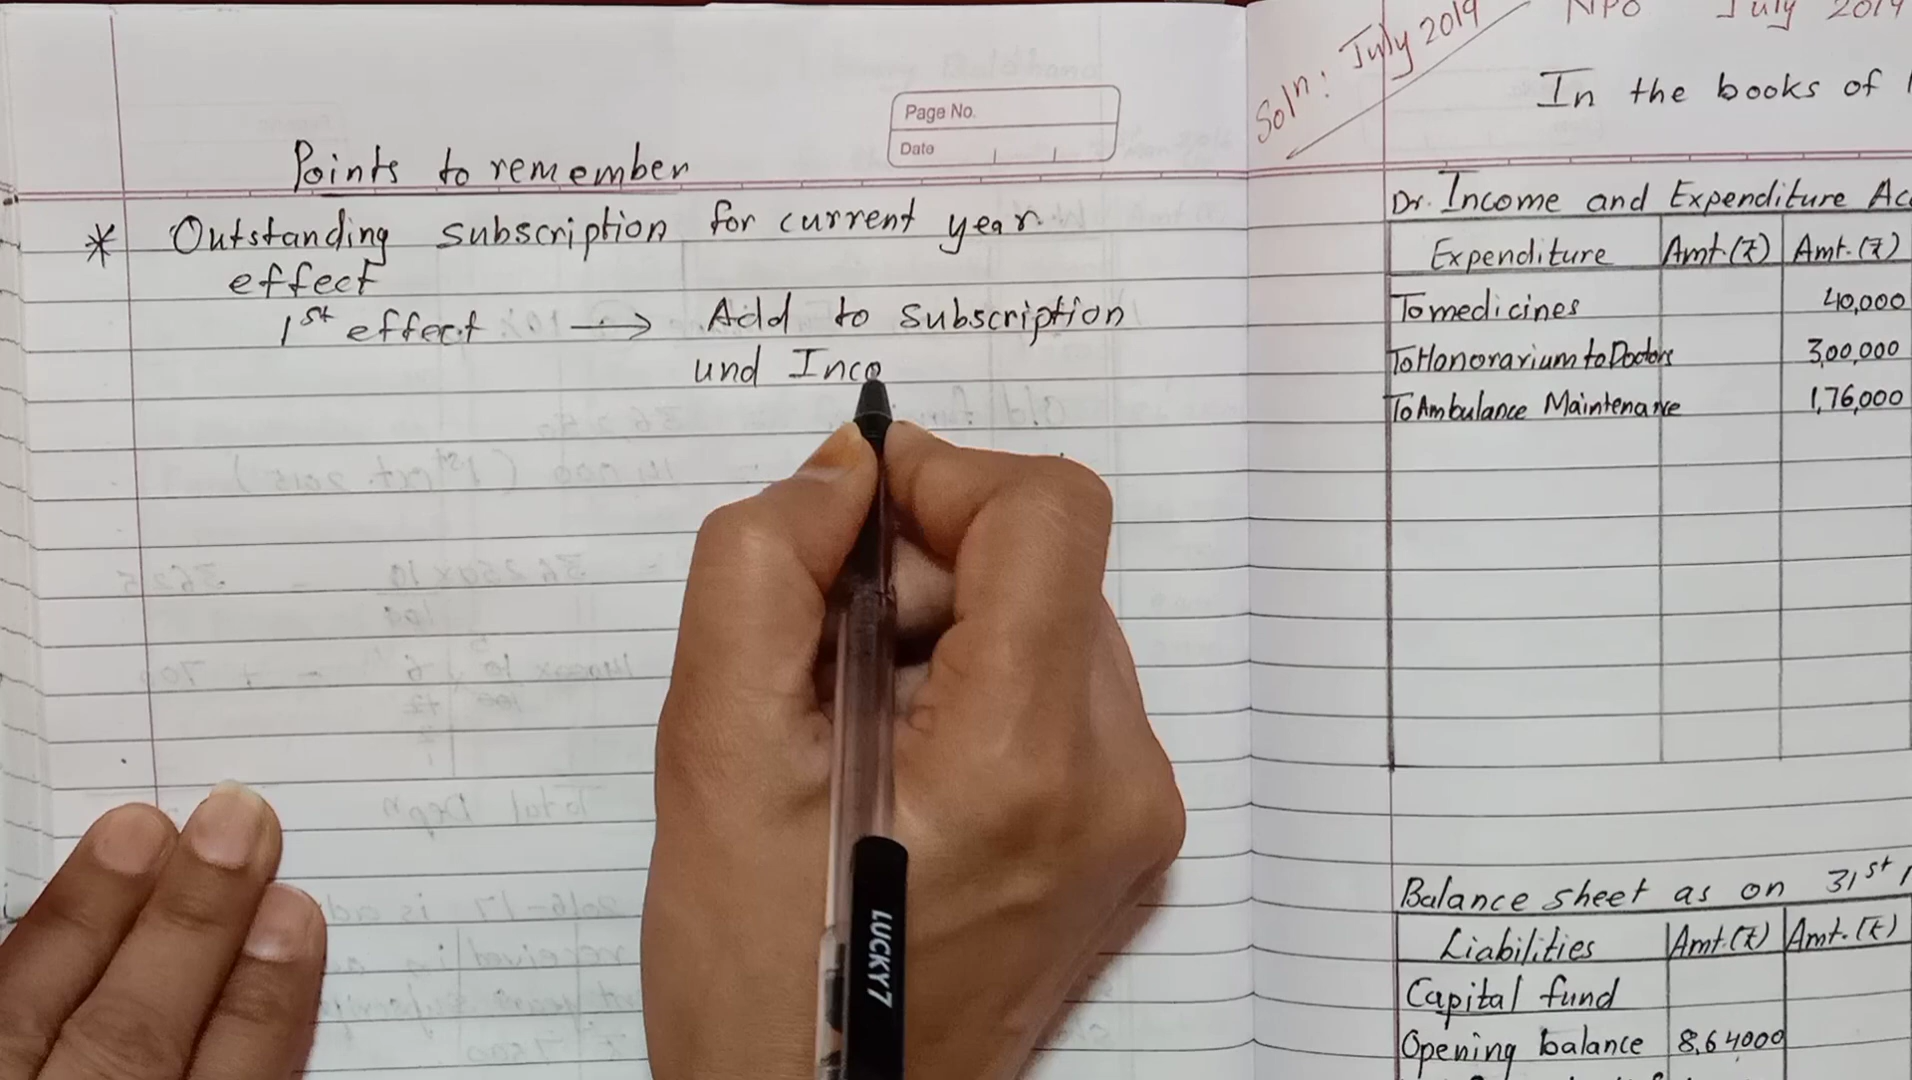 Page No.
Date
Points to remember
* Outstanding subscription for current year.
effect
1st effect → Add to subscription
und Inco
LUCKY7
Soln: July 2019
NPO July 2019
In the books of
Dr. Income and Expenditure Acc
Expenditure Amt.(₹) Amt.(₹)
To medicines 40,000
To Honorarium to Doctors 3,00,000
To Ambulance Maintenance 1,76,000
Balance sheet as on 31st
Liabilities Amt.(₹) Amt.(₹)
Capital fund
Opening balance 8,64000